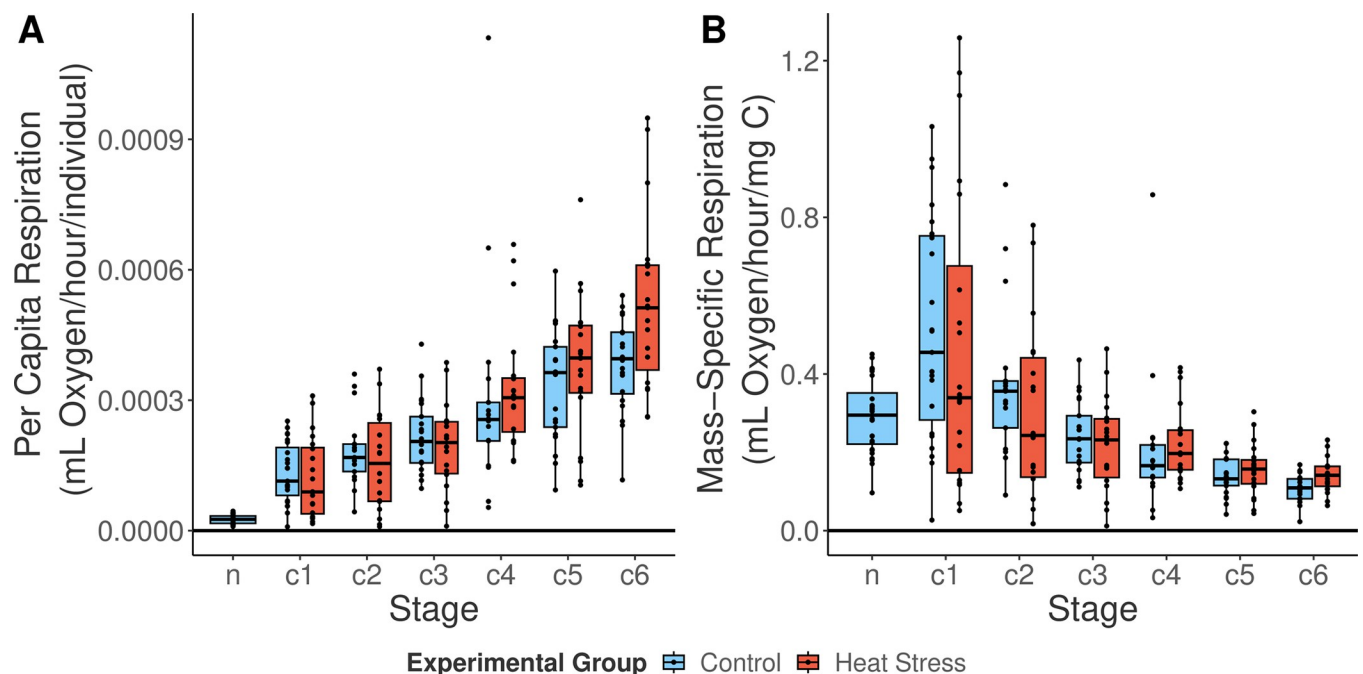 A
Per Capita Respiration
(mL Oxygen/hour/individual)
0.0009
0.0006
0.0003
0.0000
n c1 c2 c3 c4 c5 c6
Stage
B
Mass−Specific Respiration
(mL Oxygen/hour/mg C)
1.2
0.8
0.4
0.0
n c1 c2 c3 c4 c5 c6
Stage
Experimental Group Control Heat Stress